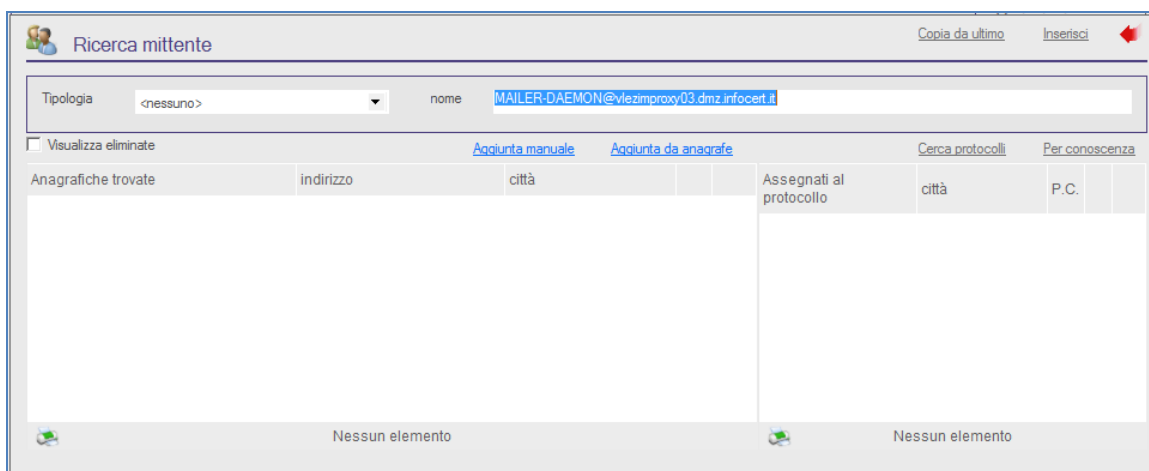 Ricerca mittente
Copia da ultimo Inserisci
Tipologia <nessuno> nome MAILER-DAEMON@vlezimproxy03.dmz.infocert.it
Visualizza eliminate Aggiunta manuale Aggiunta da anagrafe Cerca protocolli Per conoscenza
Anagrafiche trovate indirizzo città
Assegnati al
protocollo città P.C.
Nessun elemento Nessun elemento